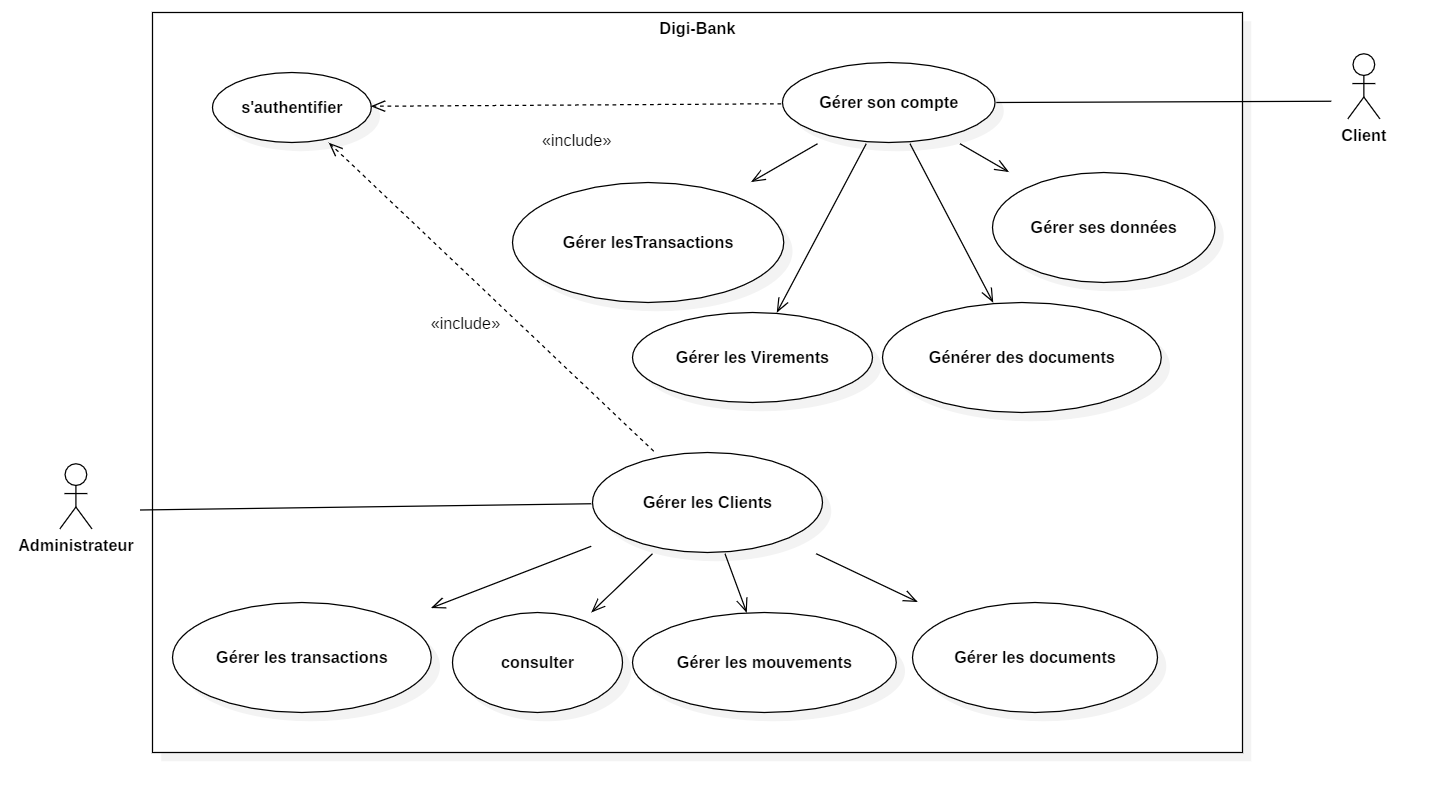 Digi-Bank
s'authentifier
Gérer son compte
Client
«include»
Gérer lesTransactions
Gérer ses données
«include»
Gérer les Virements
Générer des documents
Gérer les Clients
Administrateur
Gérer les transactions
consulter
Gérer les mouvements
Gérer les documents